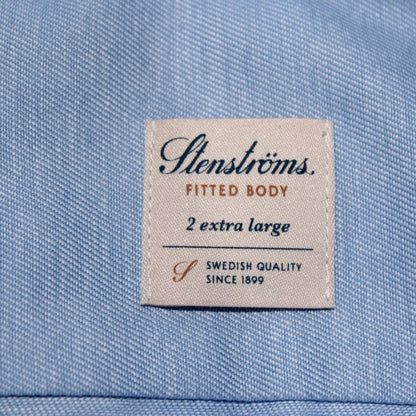 Stenströms.
FITTED BODY
2 extra large
S SWEDISH QUALITY
SINCE 1899